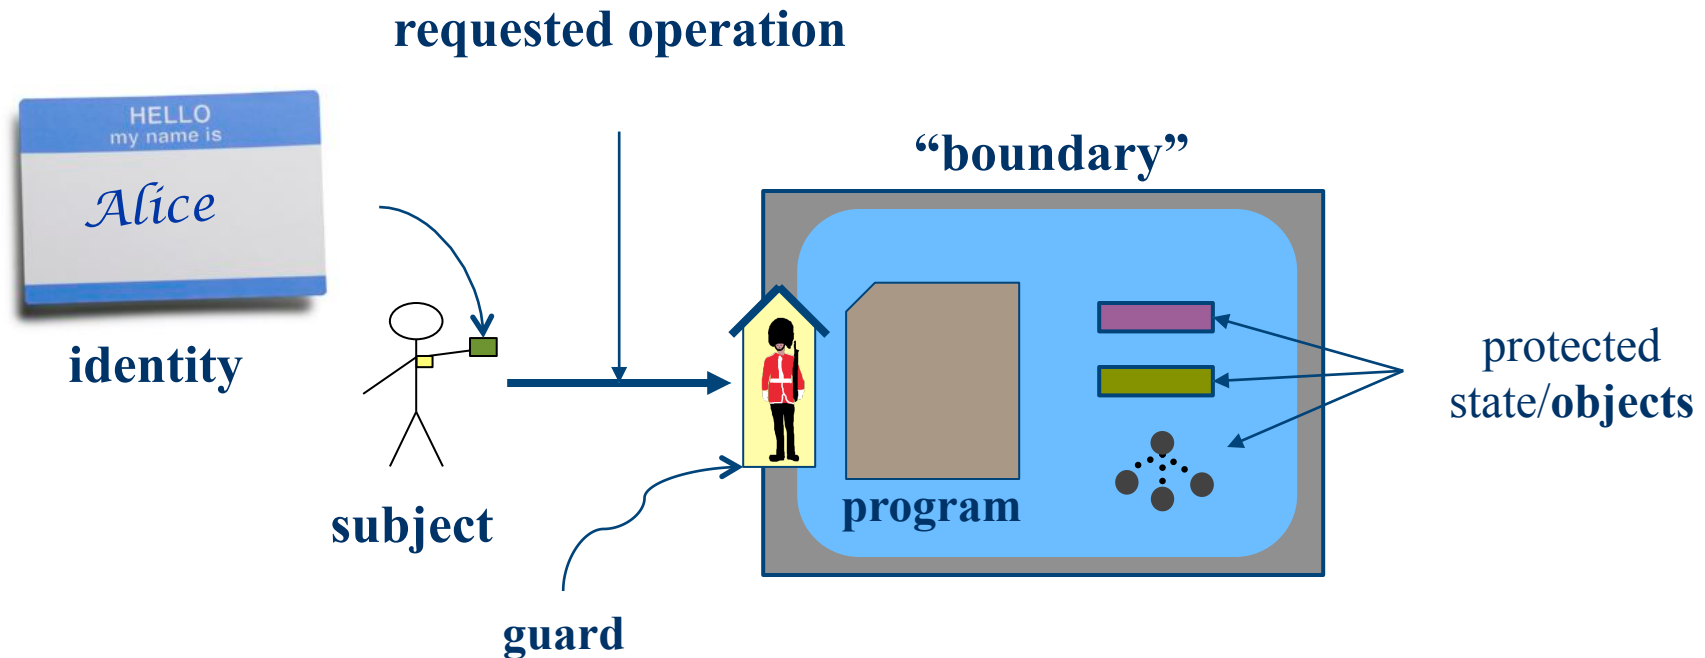 requested operation
HELLO
my name is
Alice
identity
subject
guard
“boundary”
program
protected
state/objects